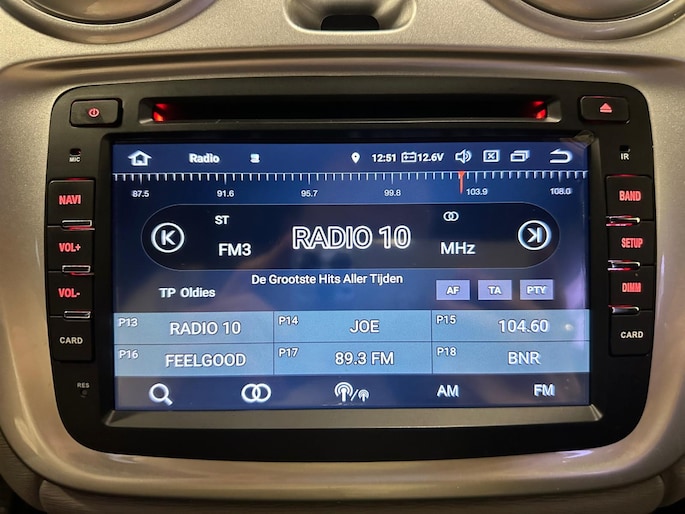 Radio 12:51 12.6V
MIC
IR
87.5 91.6 95.7 99.8 103.9 108.0
NAVI
BAND
ST
FM3
RADIO 10
MHz
VOL+
SETUP
De Grootste Hits Aller Tijden
TP Oldies
AF TA PTY
VOL-
DIMM
P13 RADIO 10 P14 JOE P15 104.60
CARD
CARD
P16 FEELGOOD P17 89.3 FM P18 BNR
RES
AM FM